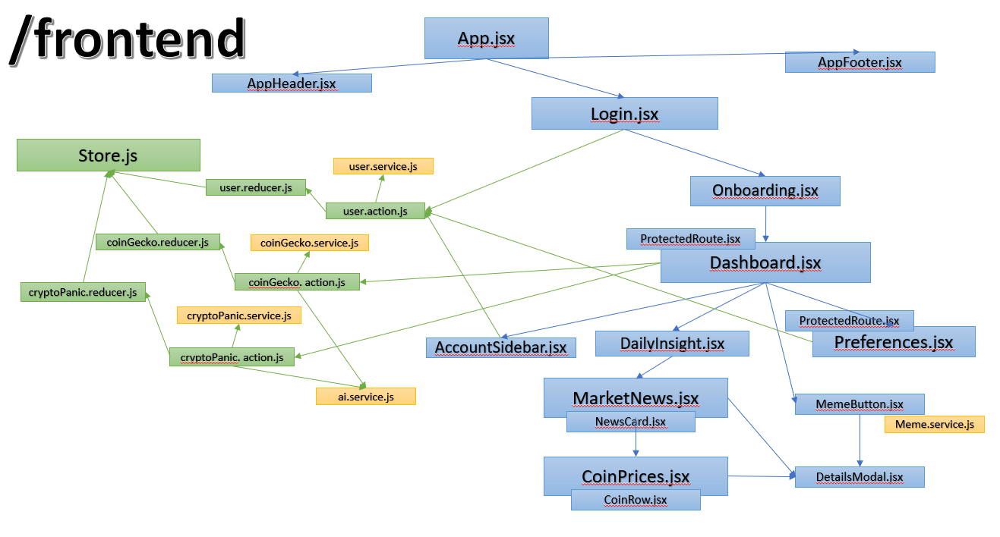 /frontend
App.jsx
AppFooter.jsx
AppHeader.jsx
Login.jsx
Store.js
user.service.js
user.reducer.js
Onboarding.jsx
user.action.js
ProtectedRoute.jsx
coinGecko.reducer.js
coinGecko.service.js
Dashboard.jsx
coinGecko. action.js
cryptoPanic.reducer.js
cryptoPanic.service.js
ProtectedRoute.jsx
AccountSidebar.jsx
DailyInsight.jsx
Preferences.jsx
cryptoPanic. action.js
ai.service.js
MarketNews.jsx
MemeButton.jsx
NewsCard.jsx
Meme.service.js
CoinPrices.jsx
DetailsModal.jsx
CoinRow.jsx